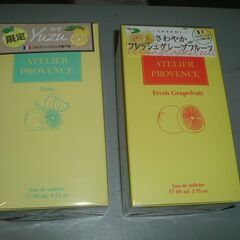 限定
Yuzu
ATELIER
PROVENCE
Yuzu
Eau de toilette
℮ 90 ml. 3 Fl.oz
さわやか
フレッシュグレープフルーツ
ATELIER
PROVENCE
Fresh Grapefruit
Eau de toilette
℮ 90 ml. 3 Fl.oz